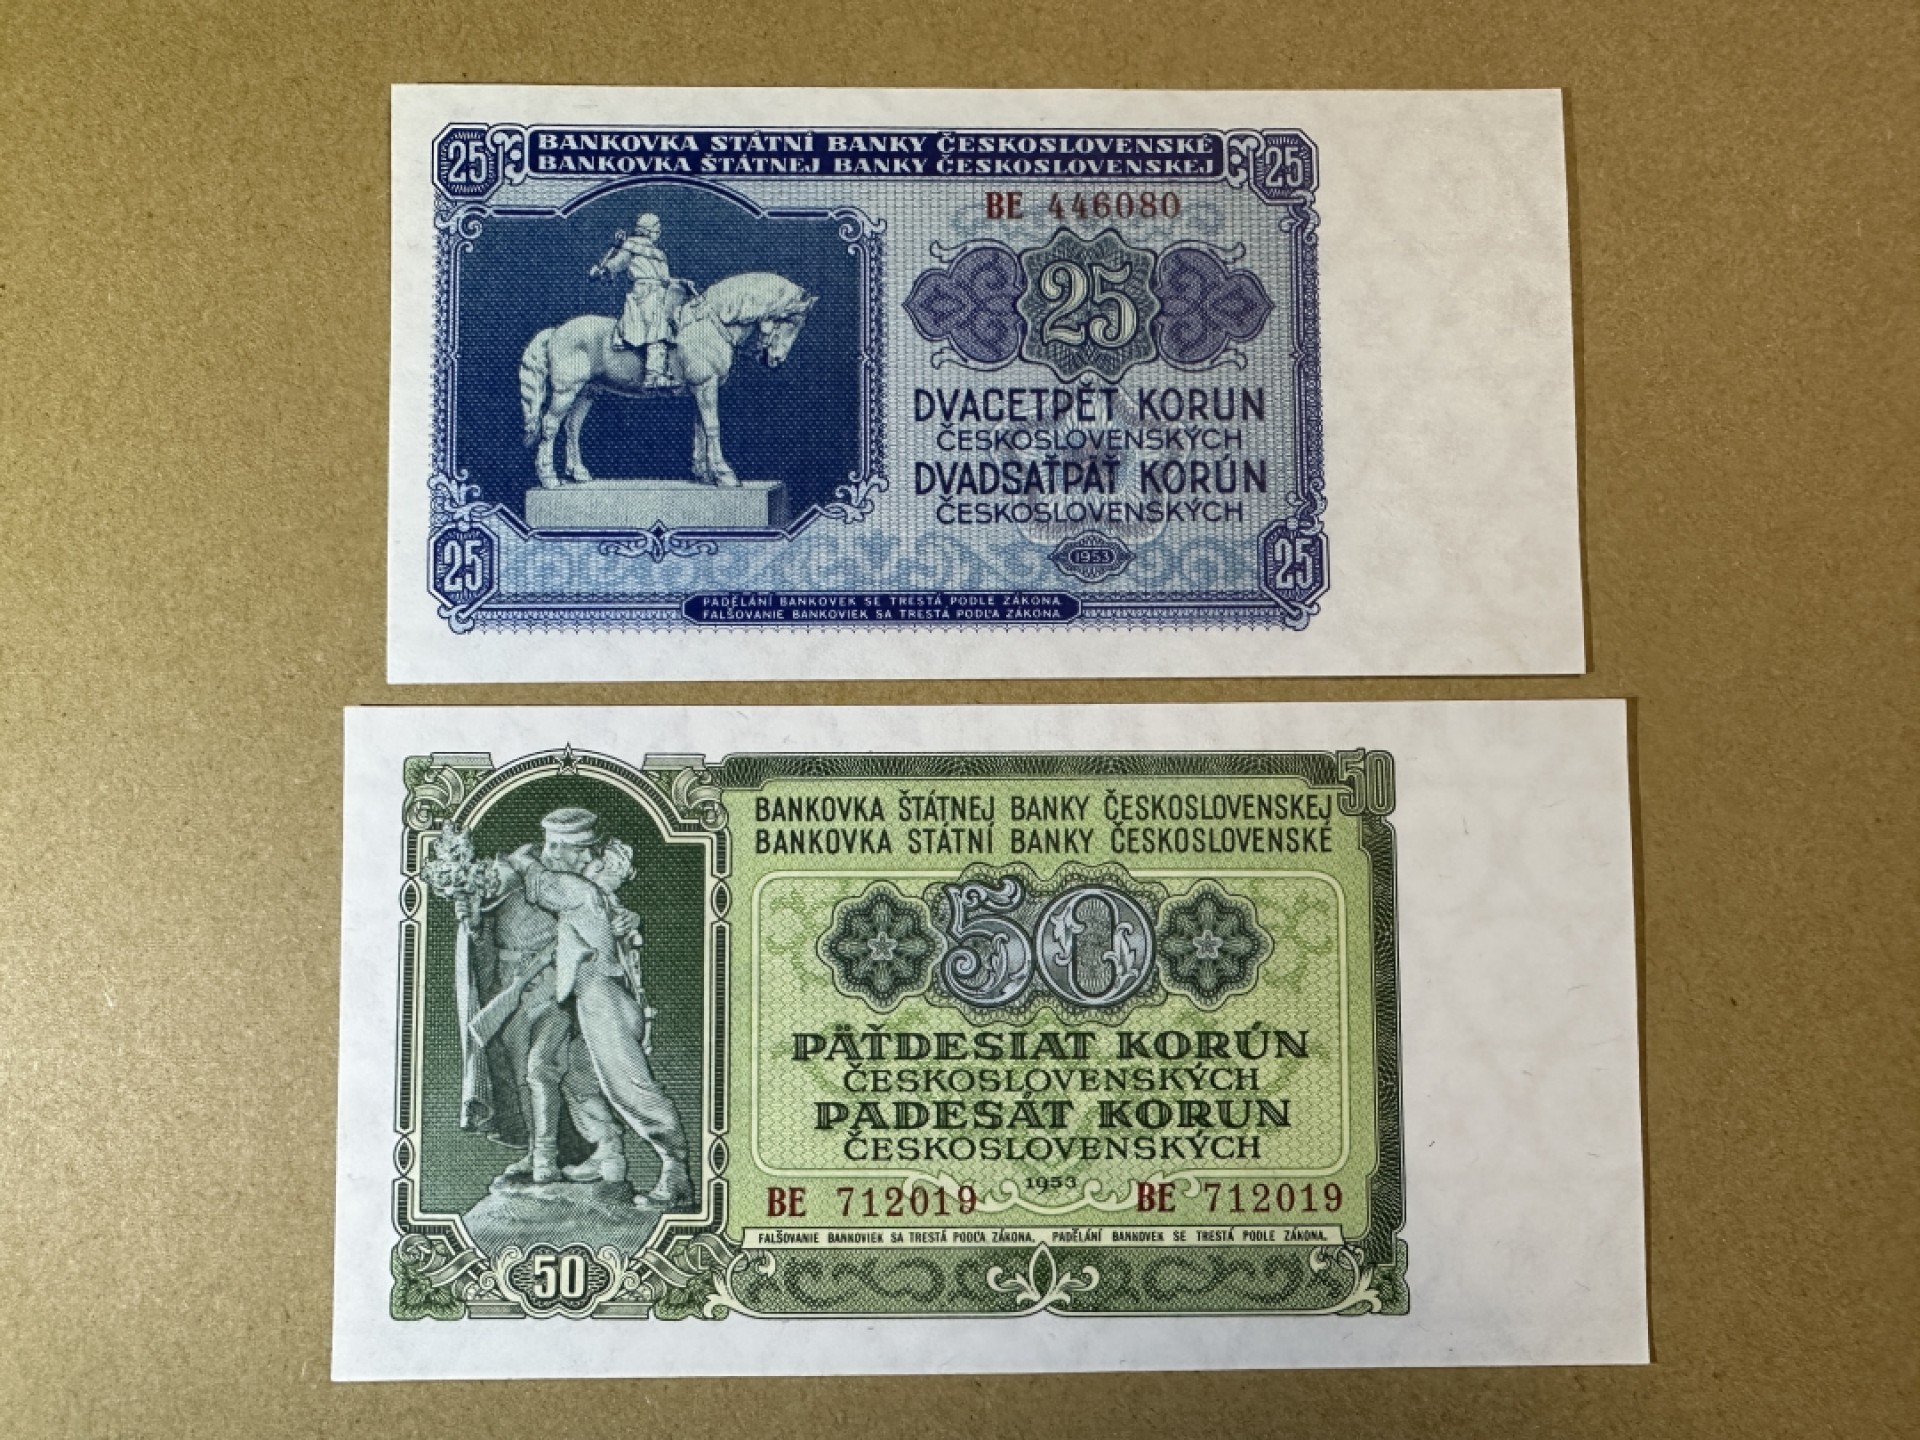 25 BANKOVKA STÁTNÍ BANKY ČESKOSLOVENSKÉ 25
BANKOVKA ŠTÁTNEJ BANKY ČESKOSLOVENSKEJ
BE 446080
25
DVACETPĚT KORUN
ČESKOSLOVENSKÝCH
DVADSAŤPÄŤ KORÚN
ČESKOSLOVENSKÝCH
1953
25 25
PADĚLÁNÍ BANKOVEK SE TRESTÁ PODLE ZÁKONA
FALŠOVANIE BANKOVIEK SA TRESTÁ PODĽA ZÁKONA
50
BANKOVKA ŠTÁTNEJ BANKY ČESKOSLOVENSKEJ
BANKOVKA STÁTNÍ BANKY ČESKOSLOVENSKÉ
50
PÄŤDESIAT KORÚN
ČESKOSLOVENSKÝCH
PADESÁT KORUN
ČESKOSLOVENSKÝCH
1953
BE 712019 BE 712019
FALŠOVANIE BANKOVIEK SA TRESTÁ PODĽA ZÁKONA. PADĚLÁNÍ BANKOVEK SE TRESTÁ PODLE ZÁKONA.
50